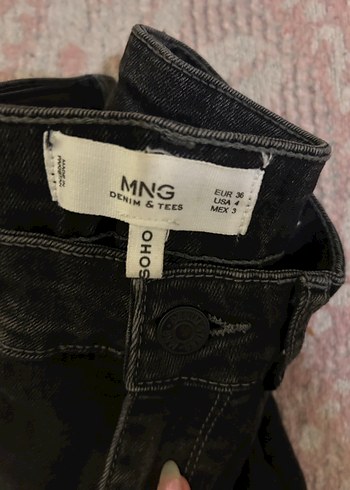 MNG
DENIM & TEES
EUR 36
USA 4
MEX 3
SOHO